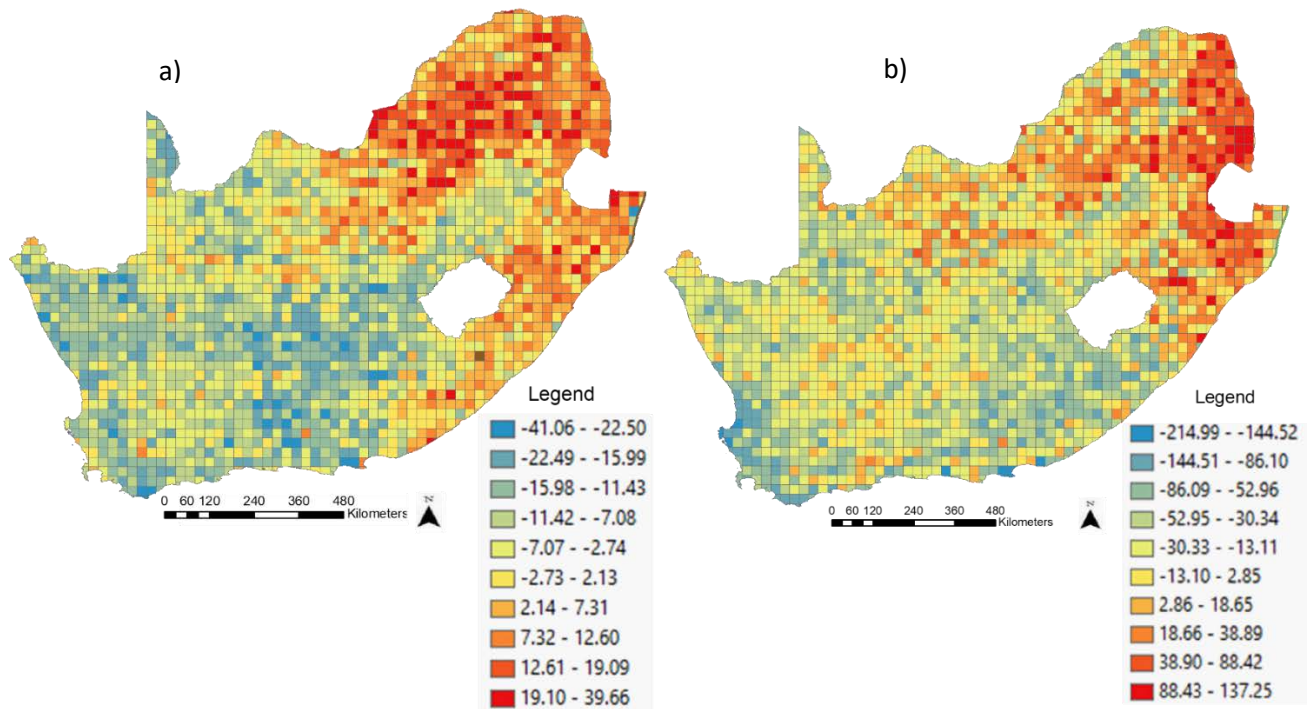 a)
Legend
-41.06 - -22.50
-22.49 - -15.99
-15.98 - -11.43
-11.42 - -7.08
-7.07 - -2.74
-2.73 - 2.13
2.14 - 7.31
7.32 - 12.60
12.61 - 19.09
19.10 - 39.66
0 60 120 240 360 480
Kilometers
N
b)
Legend
-214.99 - -144.52
-144.51 - -86.10
-86.09 - -52.96
-52.95 - -30.34
-30.33 - -13.11
-13.10 - 2.85
2.86 - 18.65
18.66 - 38.89
38.90 - 88.42
88.43 - 137.25
0 60 120 240 360 480
Kilometers
N